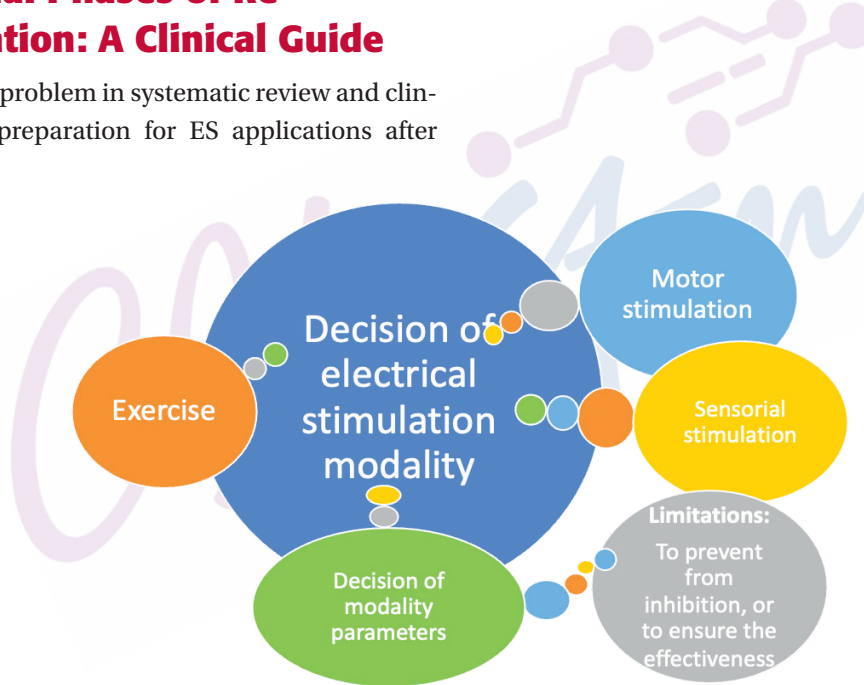 ation: A Clinical Guide
problem in systematic review and clin-
preparation for ES applications after
Decision of
electrical
stimulation
modality
Exercise
Motor
stimulation
Sensorial
stimulation
Decision of
modality
parameters
Limitations:
To prevent
from
inhibition, or
to ensure the
effectiveness